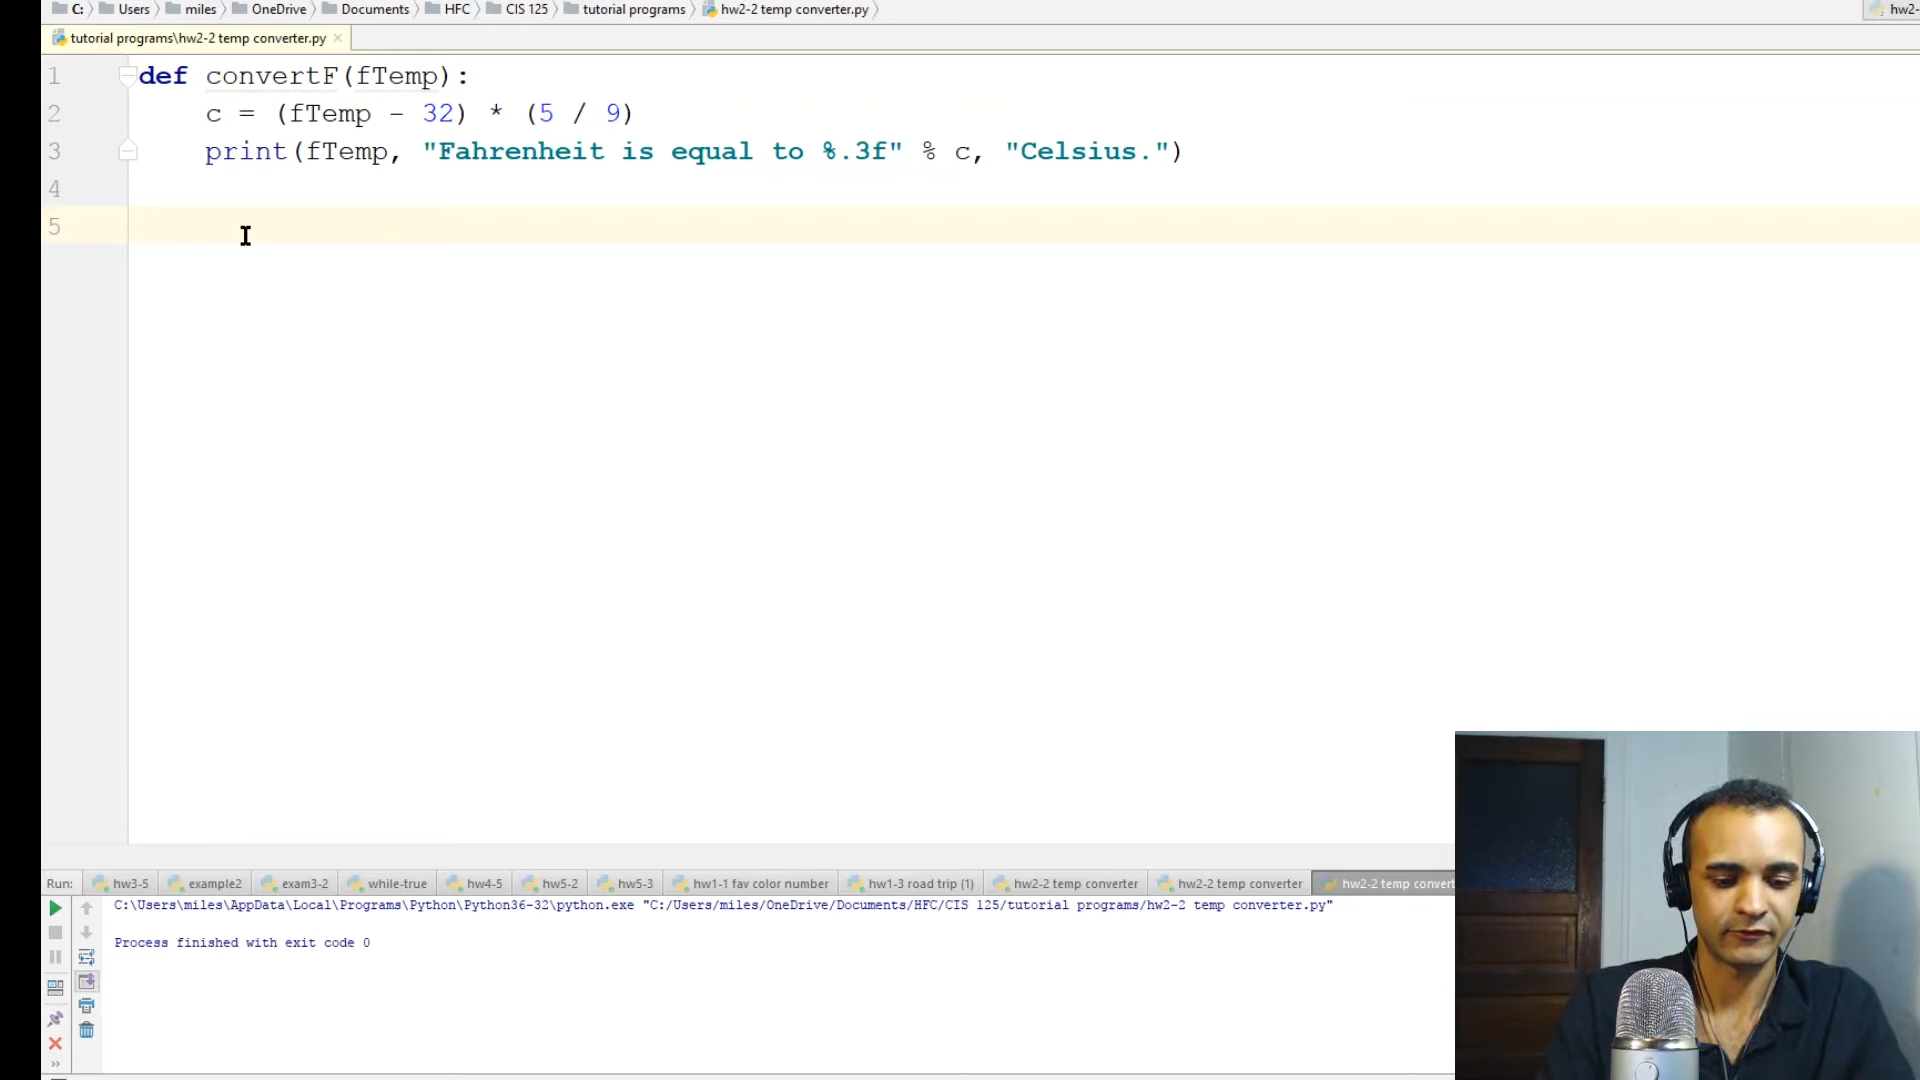 C: Users miles OneDrive Documents HFC CIS 125 tutorial programs hw2-2 temp converter.py hw2-
tutorial programs\hw2-2 temp converter.py
1 def convertF(fTemp):
2 c = (fTemp - 32) * (5 / 9)
3 print(fTemp, "Fahrenheit is equal to %.3f" % c, "Celsius.")
4
5
Run: hw3-5 example2 exam3-2 while-true hw4-5 hw5-2 hw5-3 hw1-1 fav color number hw1-3 road trip (1) hw2-2 temp converter hw2-2 temp converter hw2-2 temp convert
C:\Users\miles\AppData\Local\Programs\Python\Python36-32\python.exe "C:/Users/miles/OneDrive/Documents/HFC/CIS 125/tutorial programs/hw2-2 temp converter.py"
Process finished with exit code 0